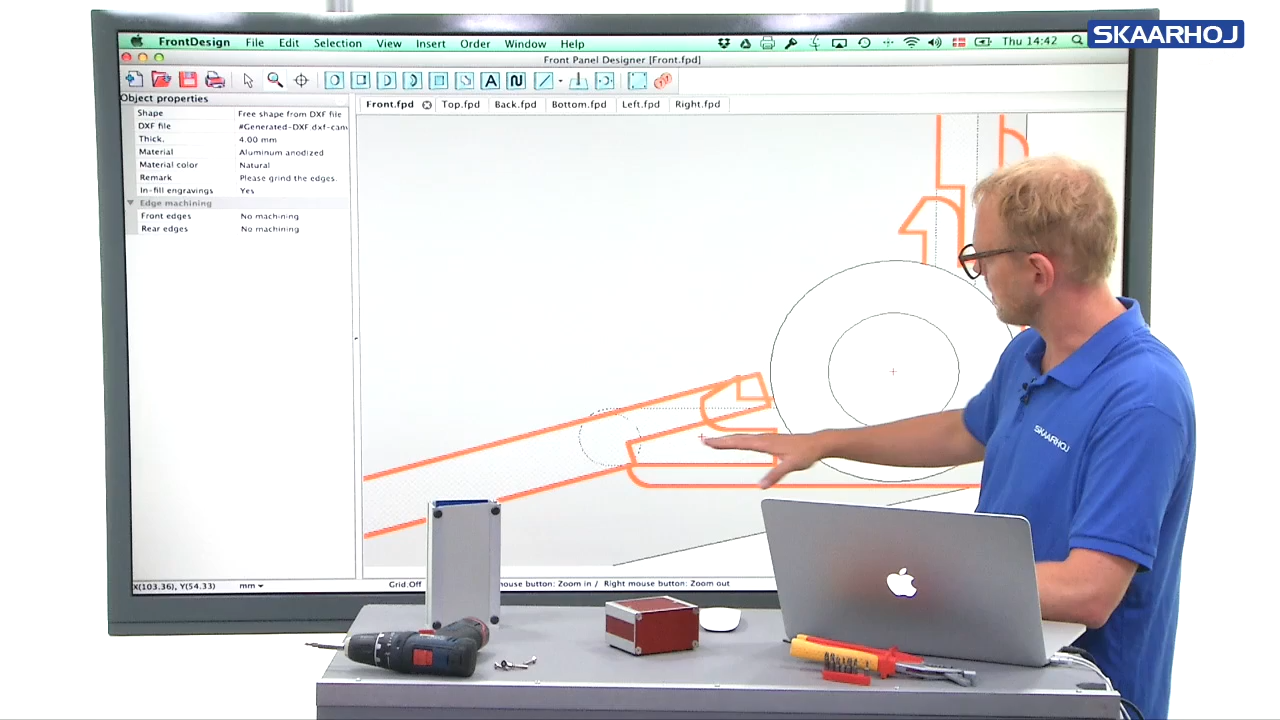 SKAARHOJ
FrontDesign File Edit Selection View Insert Order Window Help Thu 14:42
Front Panel Designer [Front.fpd]
Object properties
Front.fpd Top.fpd Back.fpd Bottom.fpd Left.fpd Right.fpd
Shape Free shape from DXF file
DXF file #Generated-DXF dxf-cam
Thick. 4.00 mm
Material Aluminum anodized
Material color Natural
Remark Please grind the edges.
In-fill engravings Yes
Edge machining
Front edges No machining
Rear edges No machining
SKAARHOJ
X(103.36), Y(54.33) mm Grid:Off mouse button: Zoom in / Right mouse button: Zoom out